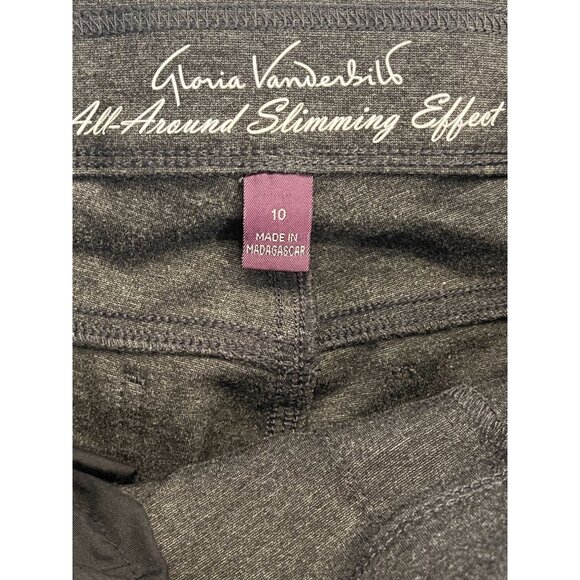 Gloria Vanderbilt
All-Around Slimming Effect
10
MADE IN
MADAGASCAR